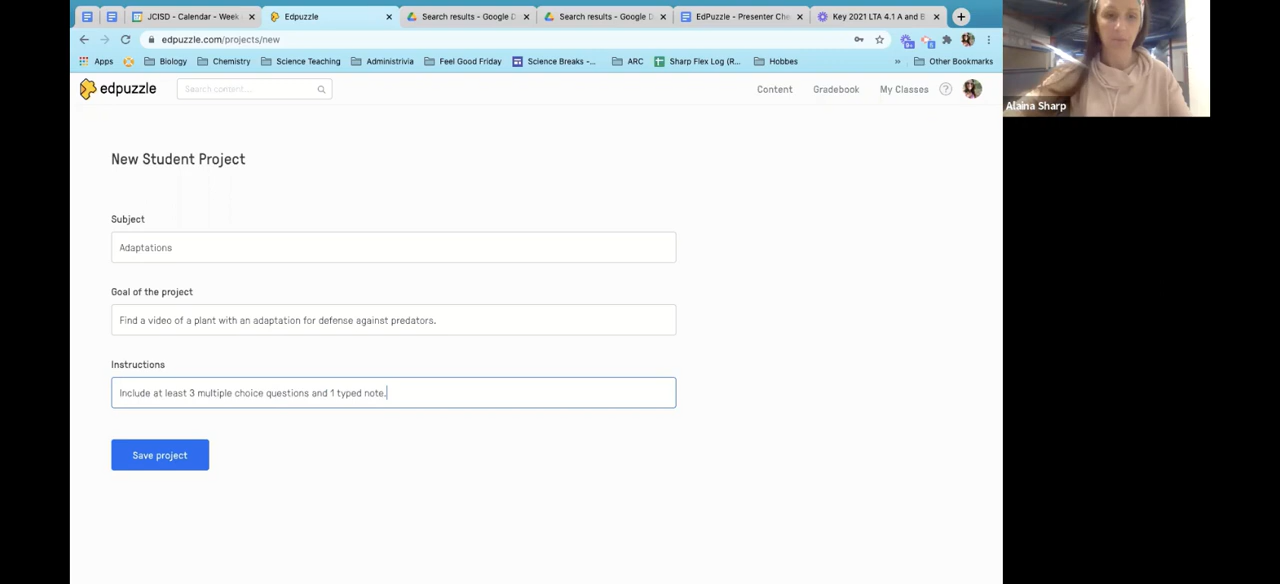 JCISD - Calendar - Week
Edpuzzle
Search results - Google D
Search results - Google D
EdPuzzle - Presenter Che
Key 2021 LTA 4.1 A and B
edpuzzle.com/projects/new
Apps
Biology
Chemistry
Science Teaching
Administrivia
Feel Good Friday
Science Breaks -...
ARC
Sharp Flex Log (R...
Hobbes
»
Other Bookmarks
edpuzzle
Search content...
Content
Gradebook
My Classes
?
Alaina Sharp
New Student Project
Subject
Adaptations
Goal of the project
Find a video of a plant with an adaptation for defense against predators.
Instructions
Include at least 3 multiple choice questions and 1 typed note.
Save project